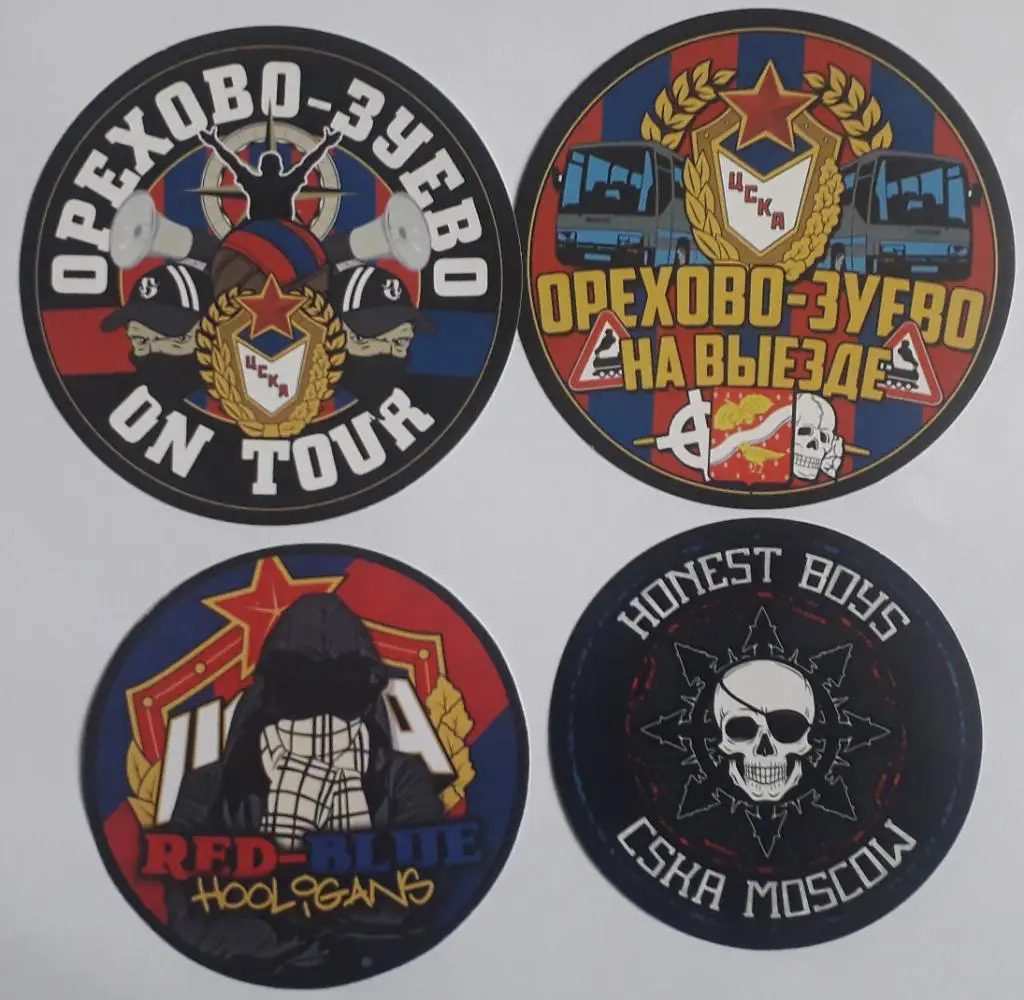 ОРЕХОВО-ЗУЕВО
ЦСКА
ON TOUR
ЦСКА
ОРЕХОВО-ЗУЕВО
НА ВЫЕЗДЕ
RED-BLUE
HOOLiGANS
HONEST BOYS
CSKA MOSCOW